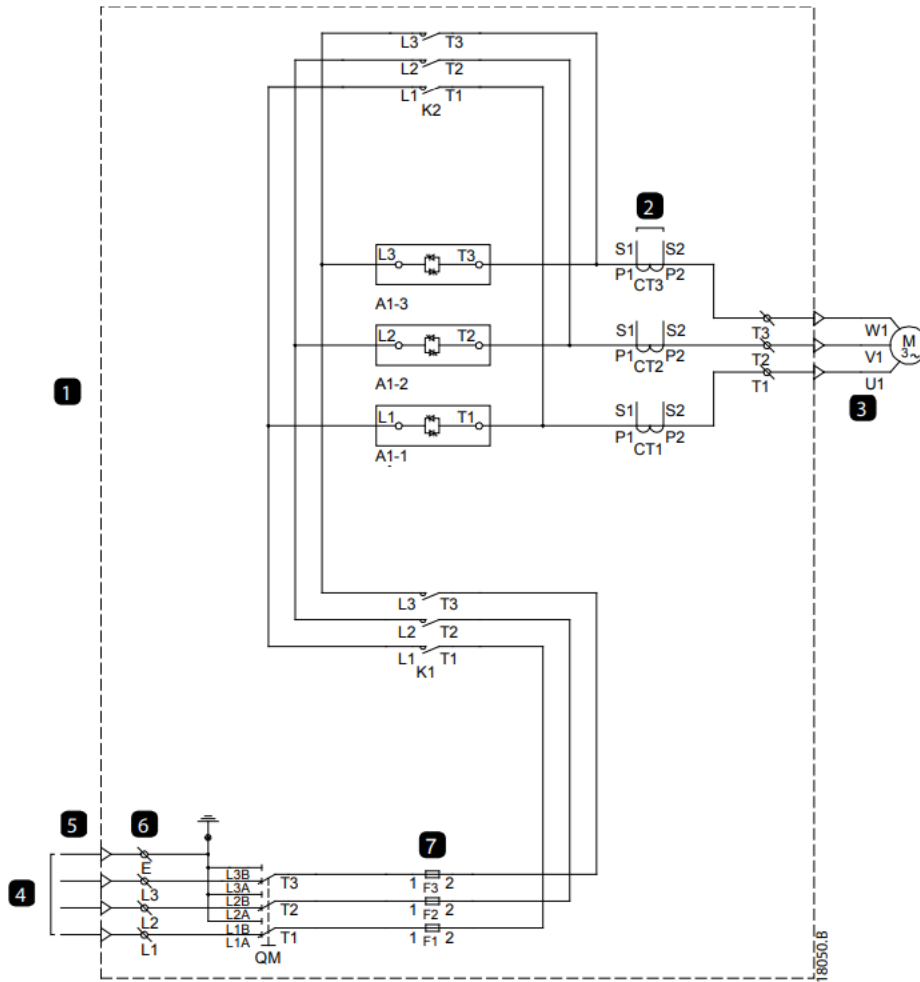 L3 T3
L2 T2
L1 T1
K2
2
S1 S2
L3 T3
P1 P2
CT3
A1-3
S1 S2
L2 T2
P1 P2
CT2
A1-2
T3
T2
T1
W1
V1
U1
M
3~
3
1
S1 S2
L1 T1
P1 P2
CT1
A1-1
L3 T3
L2 T2
L1 T1
K1
5
6
7
4
E
L3
L2
L1
L3B
L3A
L2B
L2A
L1B
L1A
T3
T2
T1
QM
1 F3 2
1 F2 2
1 F1 2
18050.B